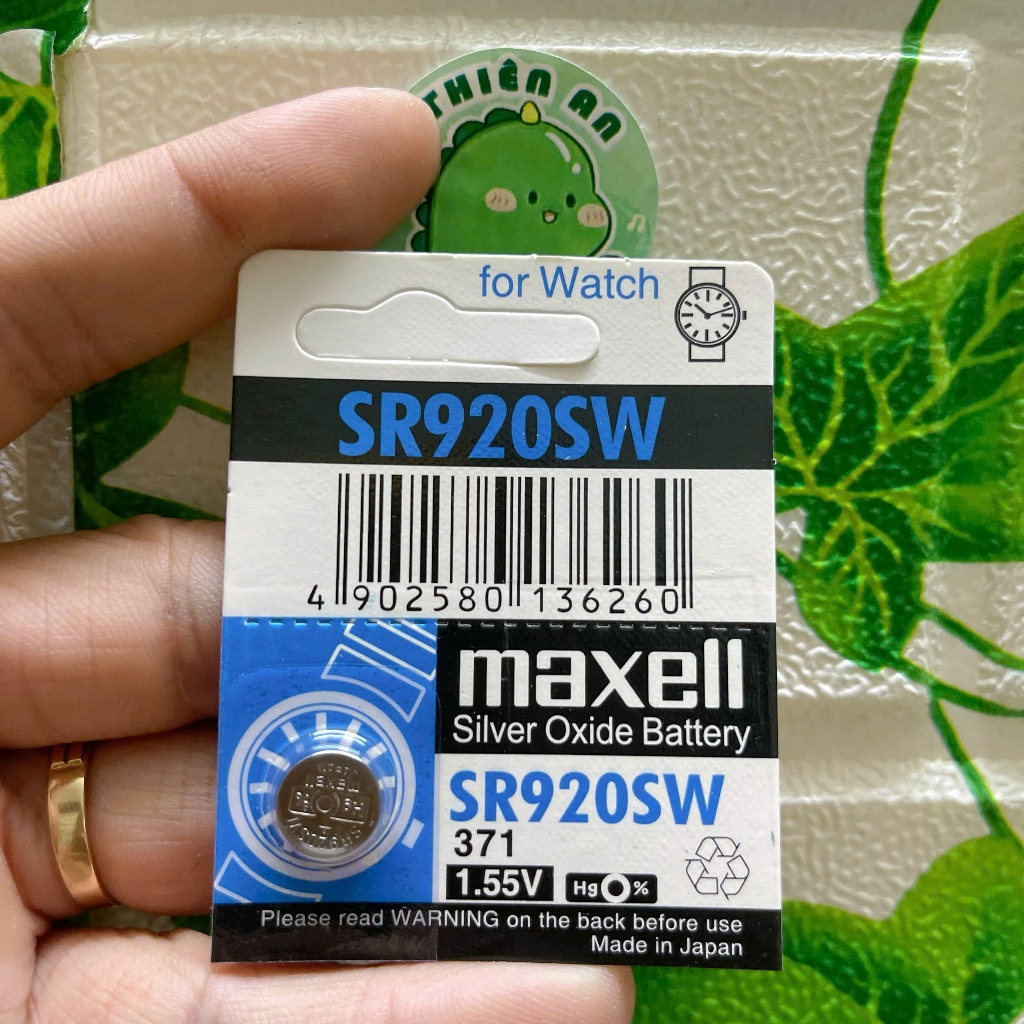 THIÊN AN
for Watch
SR920SW
4 902580 136260
maxell
Silver Oxide Battery
SR920SW
371
1.55V Hg O %
Please read WARNING on the back before use
Made in Japan